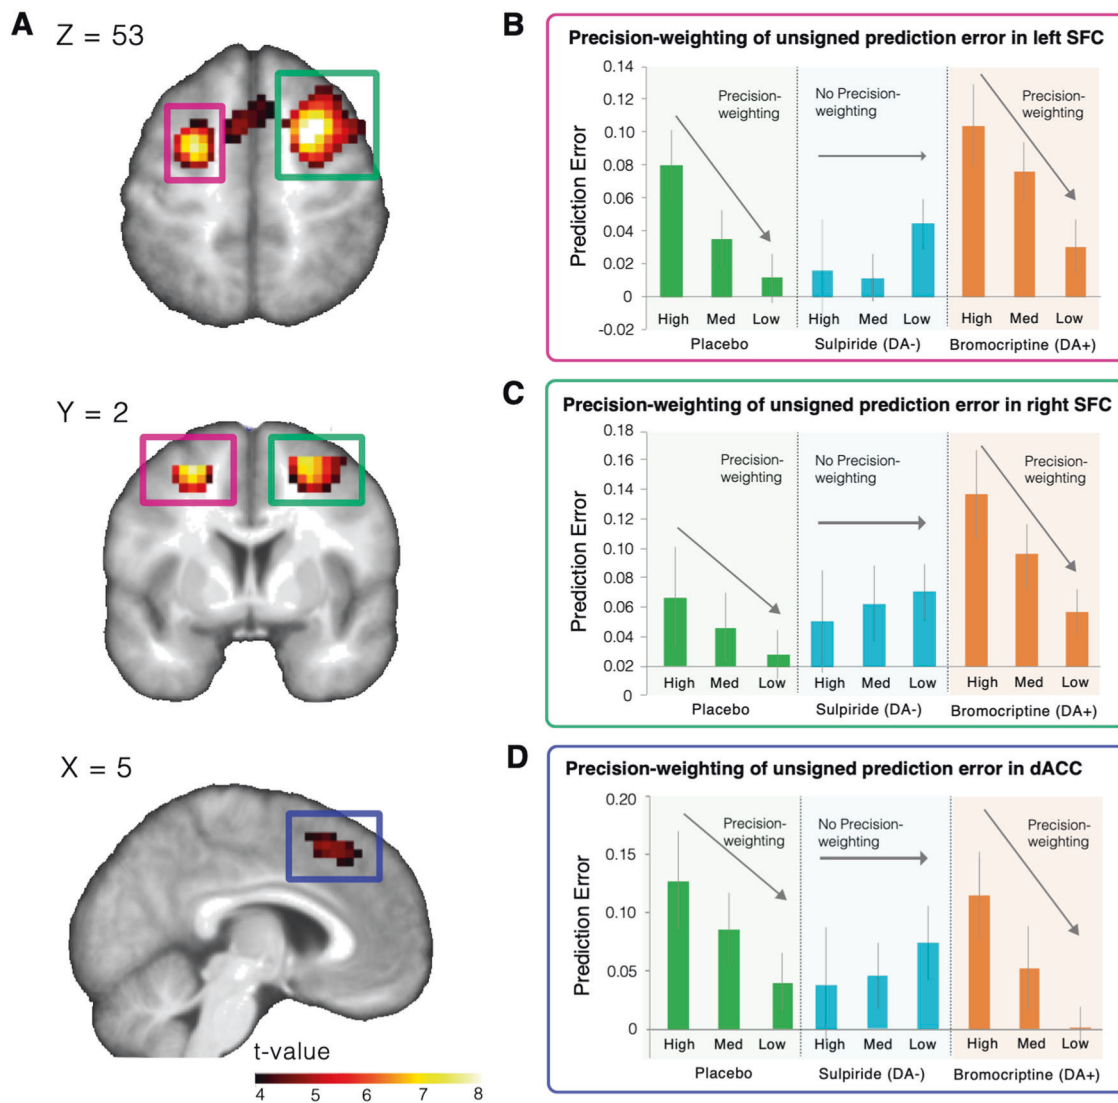 A
Z = 53
Y = 2
X = 5
t-value
4 5 6 7 8
B
Precision-weighting of unsigned prediction error in left SFC
Prediction Error
0.14
0.12
0.10
0.08
0.06
0.04
0.02
0
-0.02
Precision-
weighting
No Precision-
weighting
Precision-
weighting
High Med Low High Med Low High Med Low
Placebo Sulpiride (DA-) Bromocriptine (DA+)
C
Precision-weighting of unsigned prediction error in right SFC
Prediction Error
0.18
0.16
0.14
0.12
0.10
0.08
0.06
0.04
0.02
0
Precision-
weighting
No Precision-
weighting
Precision-
weighting
High Med Low High Med Low High Med Low
Placebo Sulpiride (DA-) Bromocriptine (DA+)
D
Precision-weighting of unsigned prediction error in dACC
Prediction Error
0.20
0.15
0.10
0.05
0
Precision-
weighting
No Precision-
weighting
Precision-
weighting
High Med Low High Med Low High Med Low
Placebo Sulpiride (DA-) Bromocriptine (DA+)